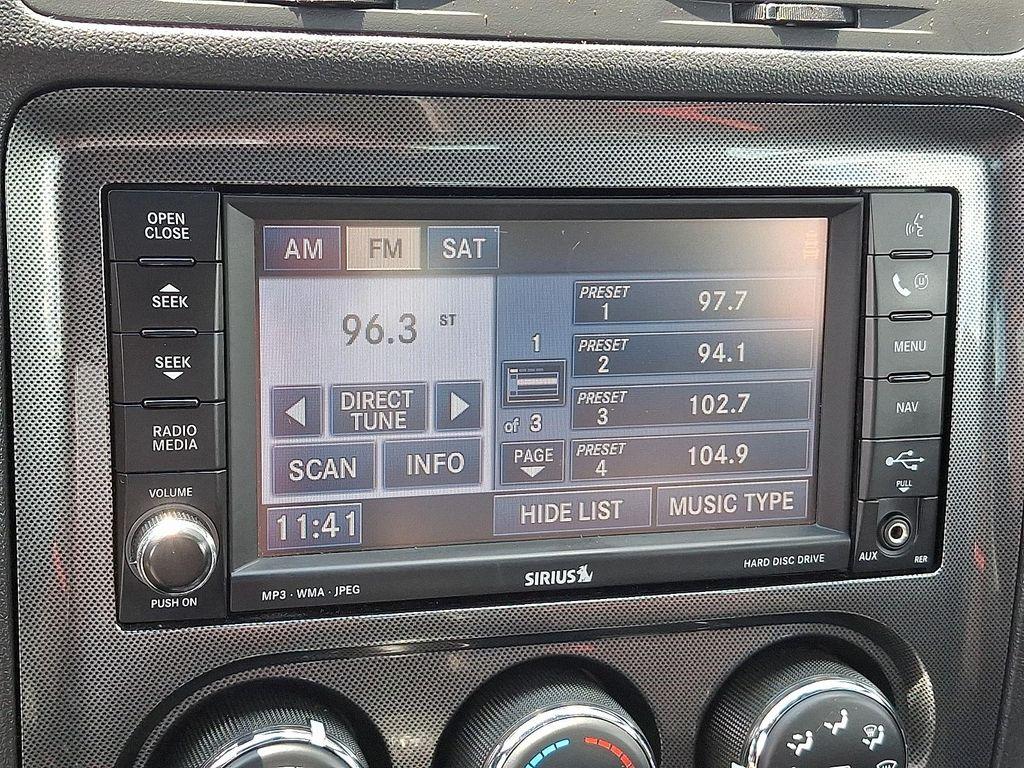 OPEN
CLOSE
SEEK
SEEK
RADIO
MEDIA
VOLUME
PUSH ON
AM FM SAT
96.3 ST
DIRECT
TUNE
SCAN INFO
11:41
1
of 3
PAGE
PRESET
1 97.7
PRESET
2 94.1
PRESET
3 102.7
PRESET
4 104.9
HIDE LIST MUSIC TYPE
MP3 · WMA · JPEG
SIRIUS
HARD DISC DRIVE
MENU
NAV
PULL
AUX
RER